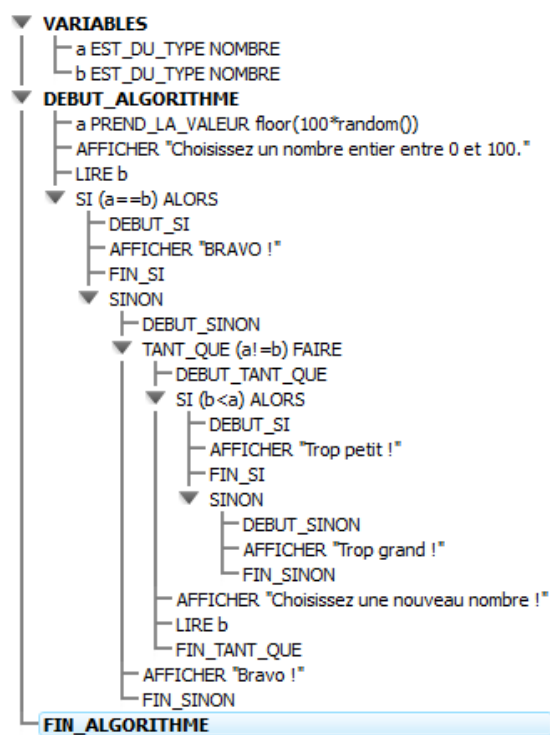 VARIABLES
a EST_DU_TYPE NOMBRE
b EST_DU_TYPE NOMBRE
DEBUT_ALGORITHME
a PREND_LA_VALEUR floor(100*random())
AFFICHER "Choisissez un nombre entier entre 0 et 100."
LIRE b
SI (a==b) ALORS
DEBUT_SI
AFFICHER "BRAVO !"
FIN_SI
SINON
DEBUT_SINON
TANT_QUE (a!=b) FAIRE
DEBUT_TANT_QUE
SI (b<a) ALORS
DEBUT_SI
AFFICHER "Trop petit !"
FIN_SI
SINON
DEBUT_SINON
AFFICHER "Trop grand !"
FIN_SINON
AFFICHER "Choisissez une nouveau nombre !"
LIRE b
FIN_TANT_QUE
AFFICHER "Bravo !"
FIN_SINON
FIN_ALGORITHME